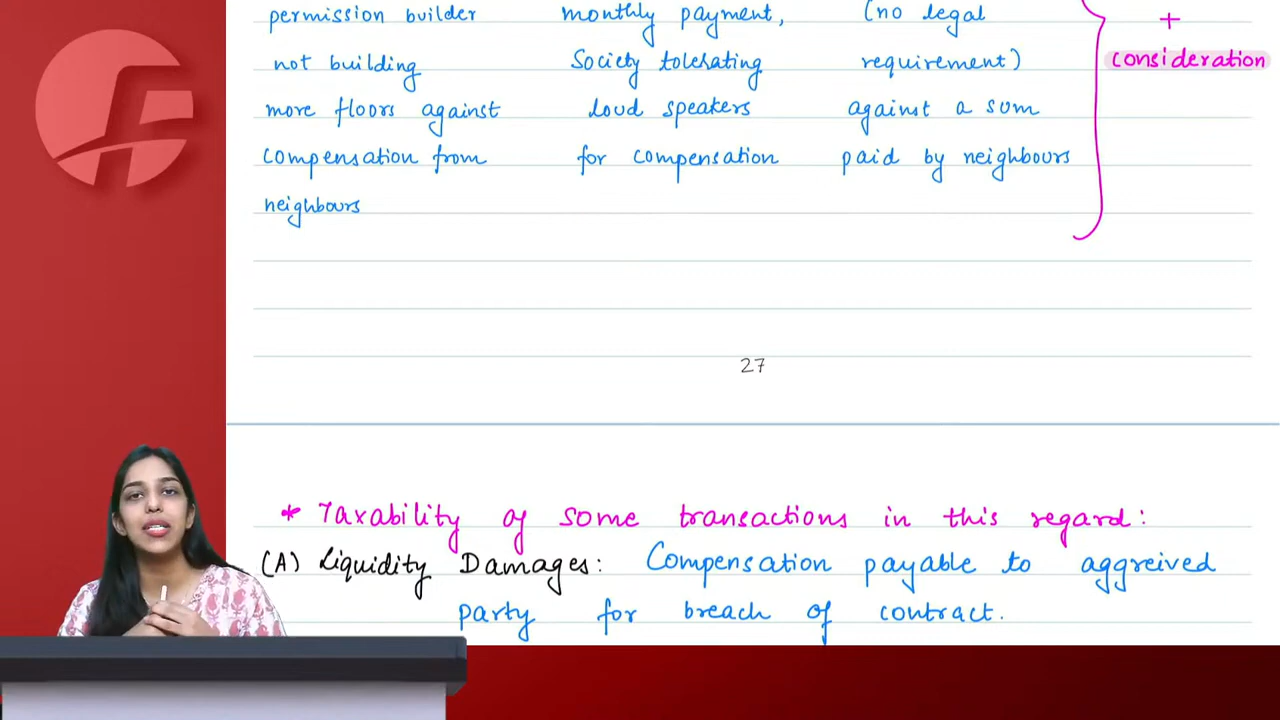 permission builder monthly payment, (no legal +
not building Society tolerating requirement) consideration
more floors against loud speakers against a sum
compensation from for compensation paid by neighbours
neighbours
27
* Taxability of some transactions in this regard:
(A) Liquidity Damages: Compensation payable to aggreived
party for breach of contract.